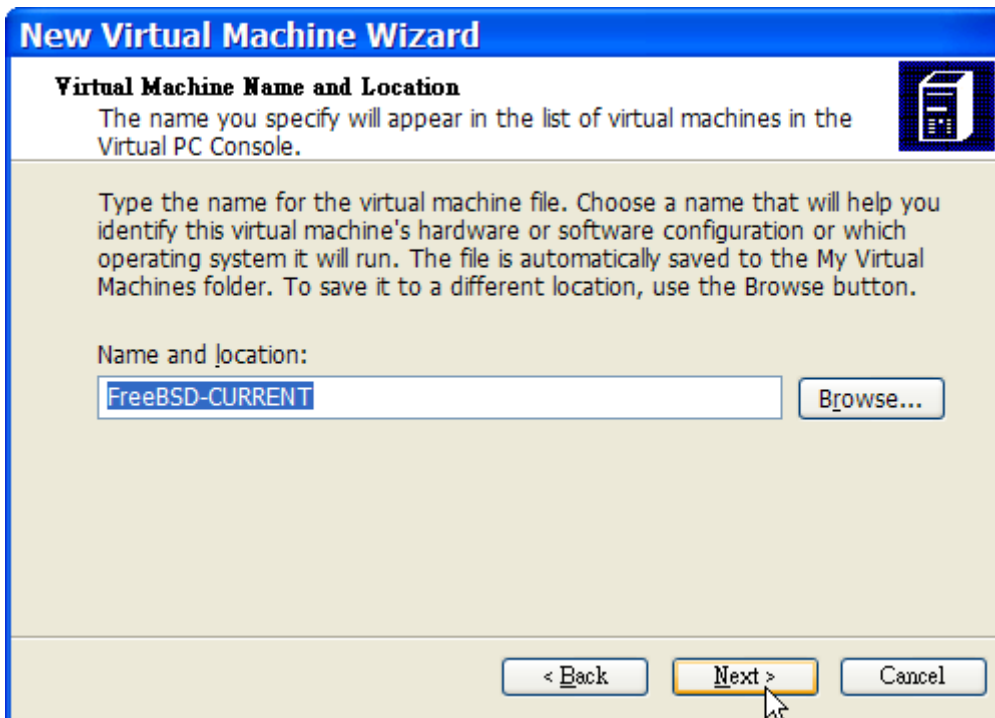 New Virtual Machine Wizard
Virtual Machine Name and Location
The name you specify will appear in the list of virtual machines in the
Virtual PC Console.
Type the name for the virtual machine file. Choose a name that will help you
identify this virtual machine's hardware or software configuration or which
operating system it will run. The file is automatically saved to the My Virtual
Machines folder. To save it to a different location, use the Browse button.
Name and location:
FreeBSD-CURRENT
Browse...
< Back
Next >
Cancel